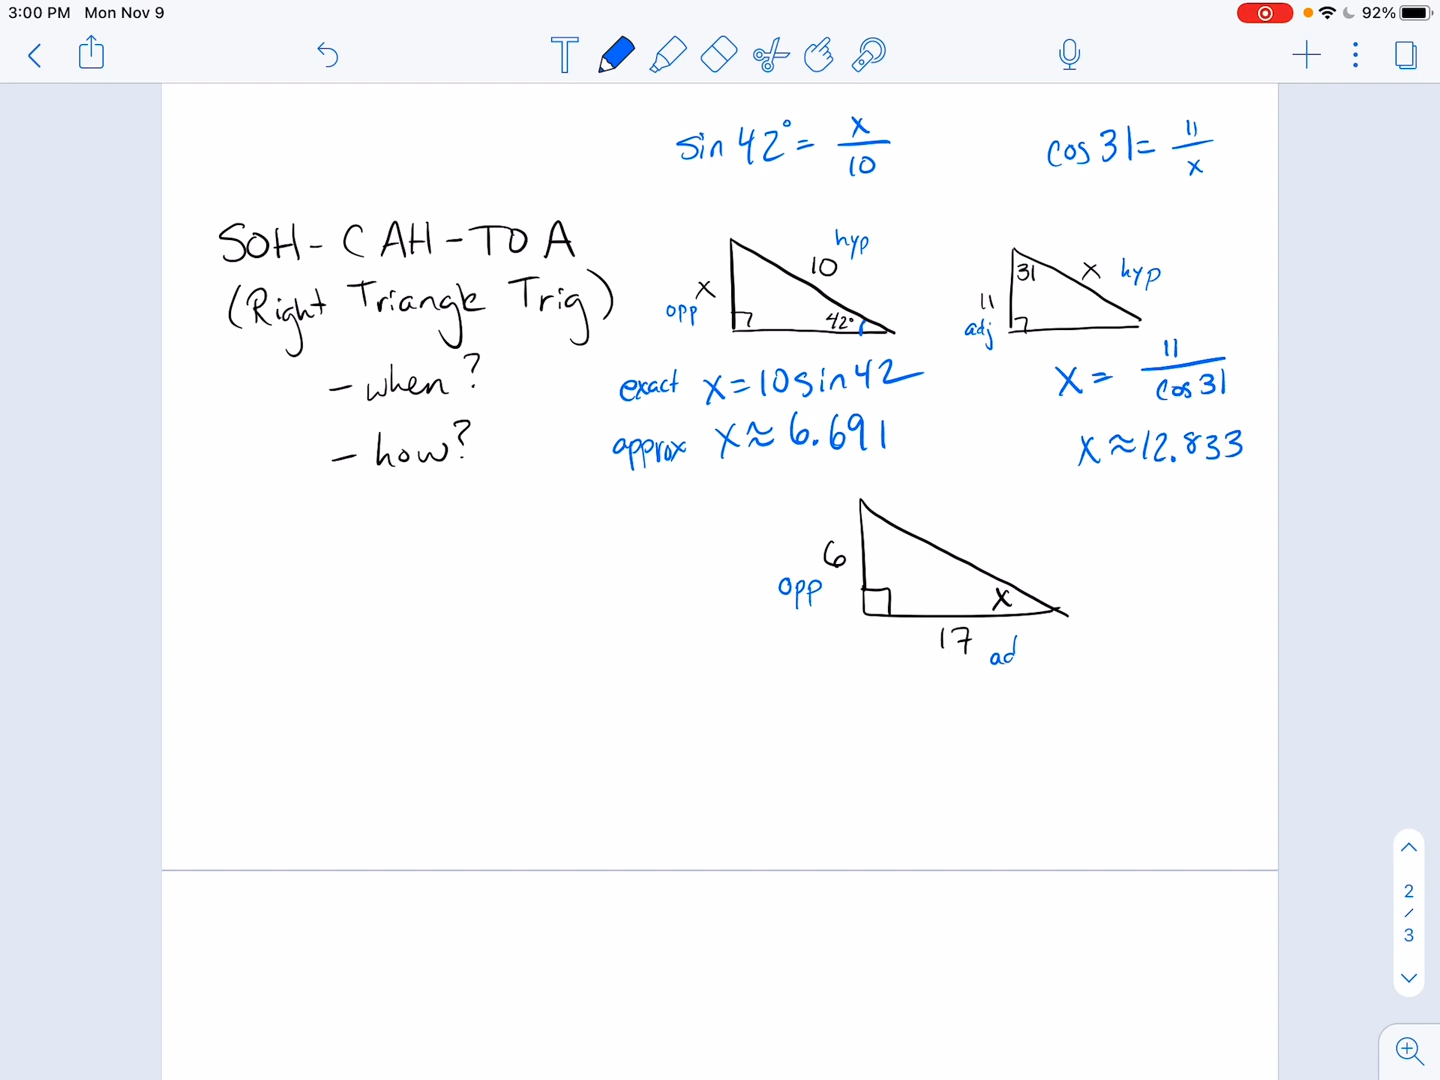 3:00 PM Mon Nov 9
92%
T
sin 42° = x/10
cos 31 = 11/x
SOH - CAH - TOA
(Right Triangle Trig)
- when?
- how?
hyp
10
x
opp
42°
exact x = 10 sin 42
approx x ≈ 6.691
31
x hyp
11
adj
x = 11/cos 31
x ≈ 12.833
6
opp
x
17
ad
2
/
3